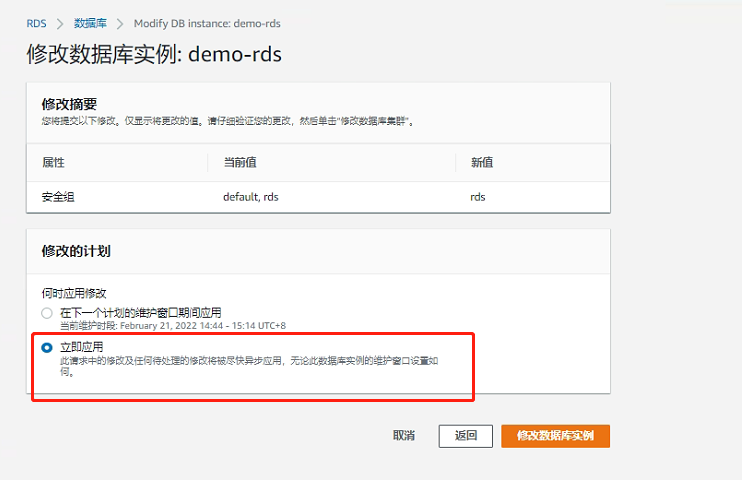 RDS > 数据库 > Modify DB instance: demo-rds
修改数据库实例: demo-rds
修改摘要
您将提交以下修改。仅显示将更改的值。请仔细验证您的更改，然后单击“修改数据库集群”。
属性 当前值 新值
安全组 default, rds rds
修改的计划
何时应用修改
在下一个计划的维护窗口期间应用
当前维护时段: February 21, 2022 14:44 - 15:14 UTC+8
立即应用
此请求中的修改及任何待处理的修改将被尽快异步应用，无论此数据库实例的维护窗口设置如
何。
取消 返回 修改数据库实例